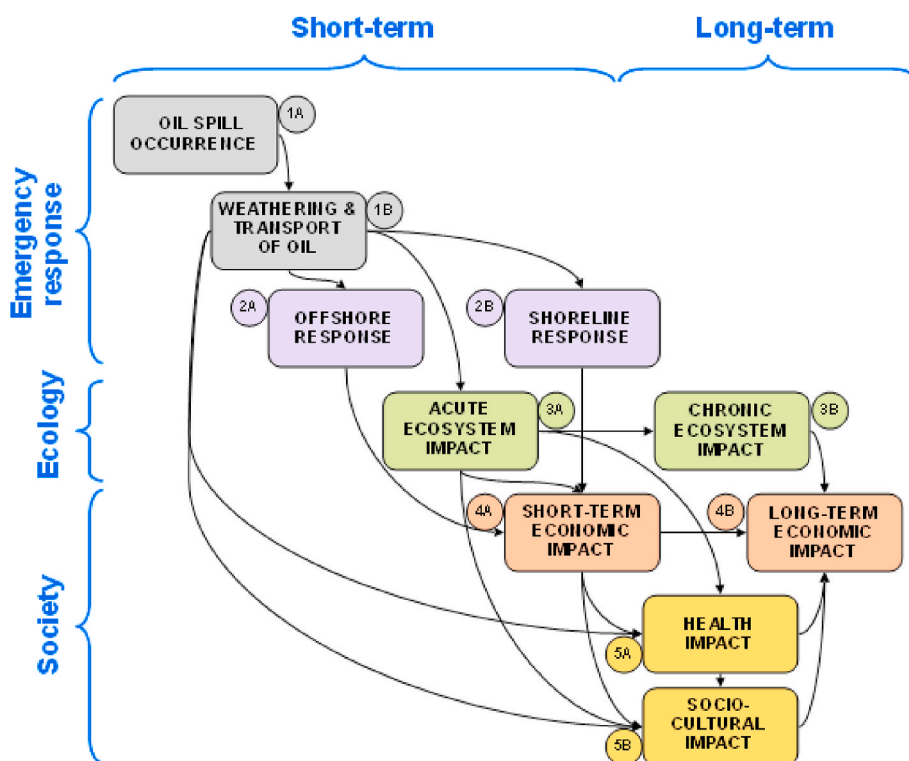 Short-term
Long-term
Emergency
response
Ecology
Society
OIL SPILL
OCCURRENCE
1A
WEATHERING &
TRANSPORT
OF OIL
1B
2A
OFFSHORE
RESPONSE
2B
SHORELINE
RESPONSE
ACUTE
ECOSYSTEM
IMPACT
3A
CHRONIC
ECOSYSTEM
IMPACT
3B
4A
SHORT-TERM
ECONOMIC
IMPACT
4B
LONG-TERM
ECONOMIC
IMPACT
HEALTH
IMPACT
5A
SOCIO-
CULTURAL
IMPACT
5B